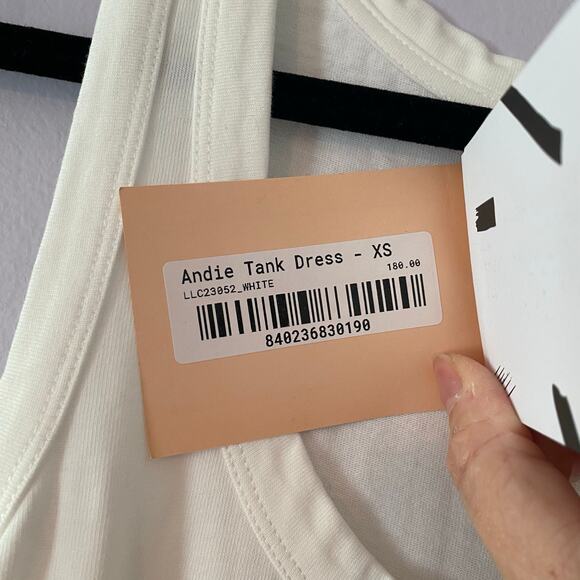 Andie Tank Dress - XS
180.00
LLC23052_WHITE
840236830190